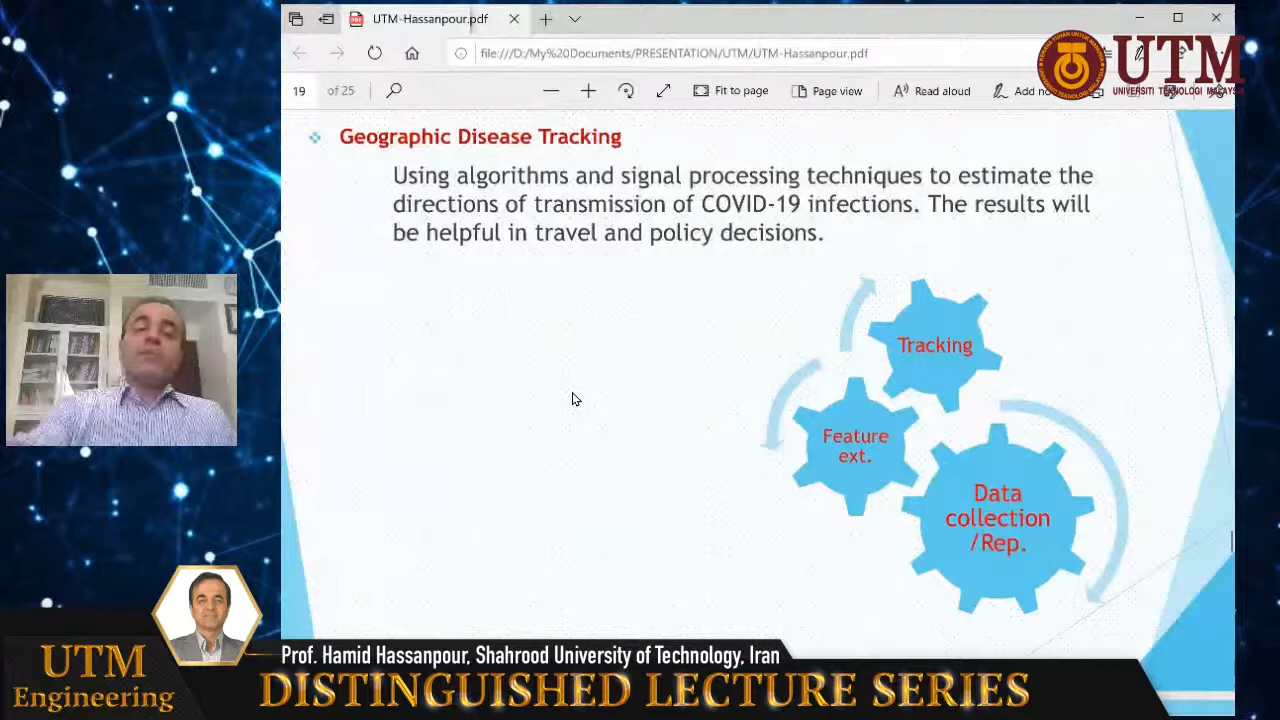 UTM-Hassanpour.pdf
file:///D:/My%20Documents/PRESENTATION/UTM/UTM-Hassanpour.pdf
UTM
UNIVERSITI TEKNOLOGI MALAYSIA
19 of 25
Fit to page
Page view
Read aloud
Geographic Disease Tracking
Using algorithms and signal processing techniques to estimate the
directions of transmission of COVID-19 infections. The results will
be helpful in travel and policy decisions.
Tracking
Feature
ext.
Data
collection
/Rep.
Prof. Hamid Hassanpour, Shahrood University of Technology, Iran
UTM
Engineering
DISTINGUISHED LECTURE SERIES